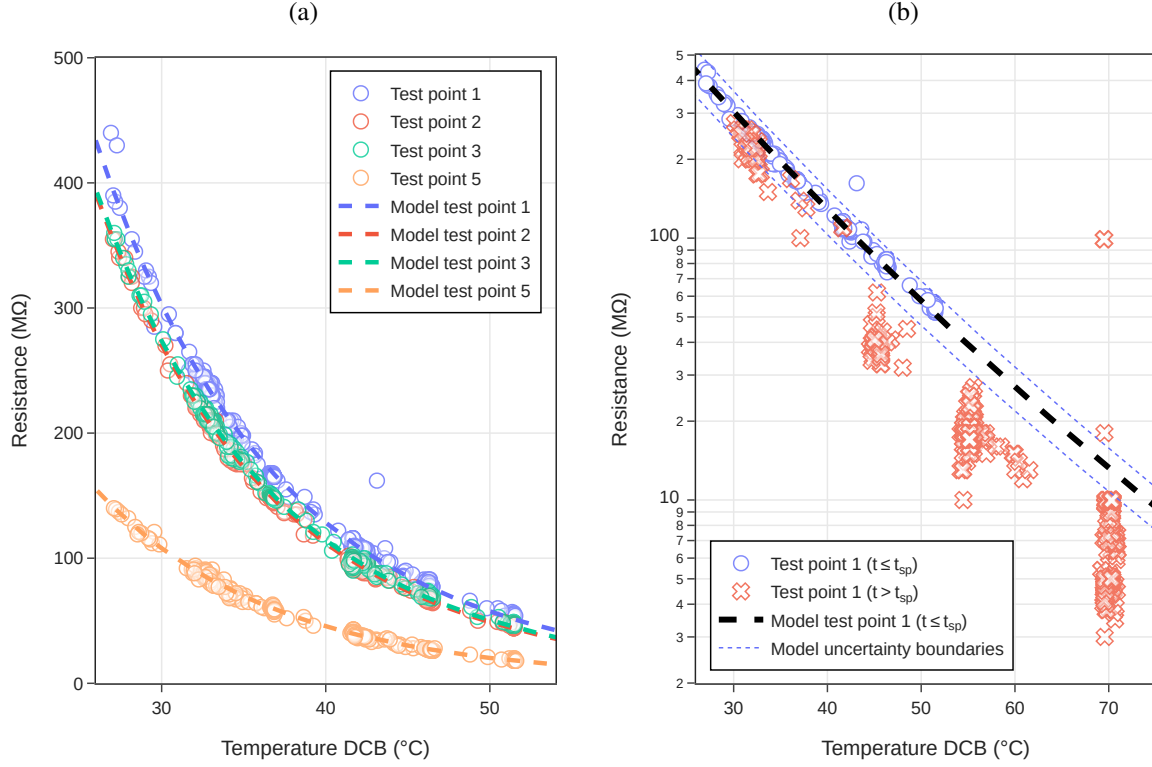 (a)
500
400
300
200
100
0
30
40
50
Resistance (MΩ)
Temperature DCB (°C)
Test point 1
Test point 2
Test point 3
Test point 5
Model test point 1
Model test point 2
Model test point 3
Model test point 5
(b)
5
4
3
2
100
9
8
7
6
5
4
3
2
10
9
8
7
6
5
4
3
2
30
40
50
60
70
Resistance (MΩ)
Temperature DCB (°C)
Test point 1 (t ≤ tsp)
Test point 1 (t > tsp)
Model test point 1 (t ≤ tsp)
Model uncertainty boundaries